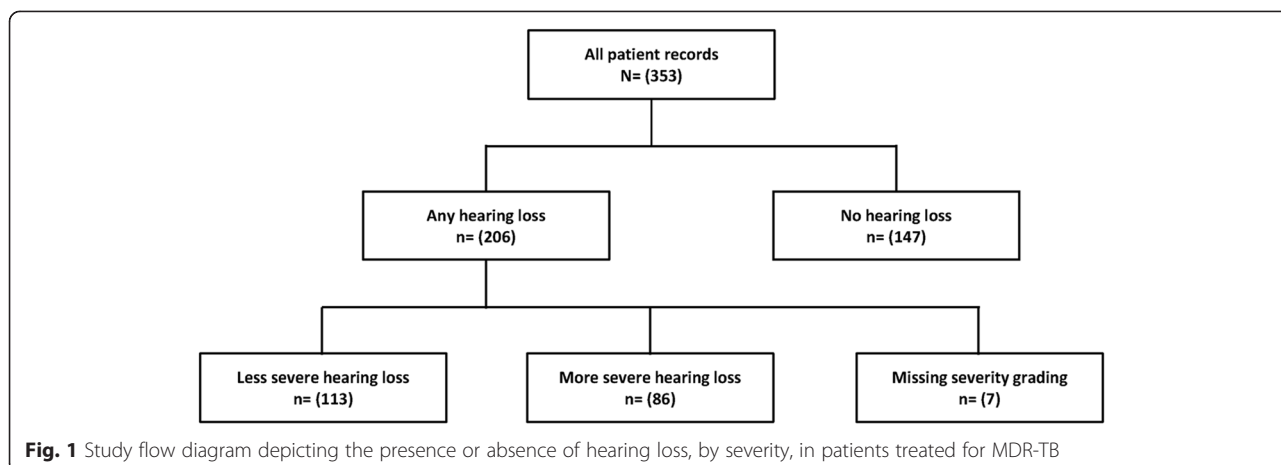 All patient records
N= (353)
Any hearing loss
n= (206)
No hearing loss
n= (147)
Less severe hearing loss
n= (113)
More severe hearing loss
n= (86)
Missing severity grading
n= (7)
Fig. 1 Study flow diagram depicting the presence or absence of hearing loss, by severity, in patients treated for MDR-TB